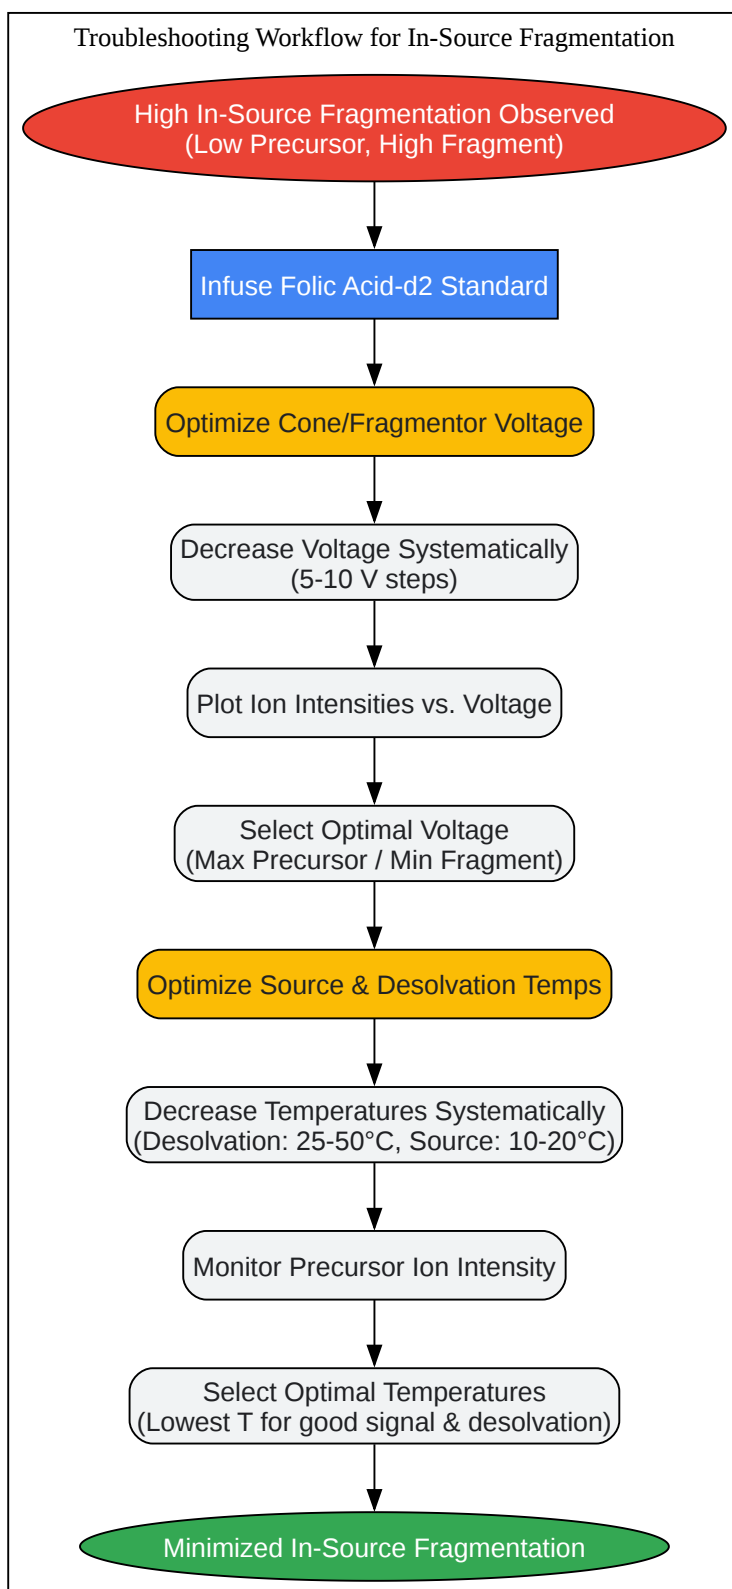 Troubleshooting Workflow for In-Source Fragmentation
High In-Source Fragmentation Observed
(Low Precursor, High Fragment)
Infuse Folic Acid-d2 Standard
Optimize Cone/Fragmentor Voltage
Decrease Voltage Systematically
(5-10 V steps)
Plot Ion Intensities vs. Voltage
Select Optimal Voltage
(Max Precursor / Min Fragment)
Optimize Source & Desolvation Temps
Decrease Temperatures Systematically
(Desolvation: 25-50°C, Source: 10-20°C)
Monitor Precursor Ion Intensity
Select Optimal Temperatures
(Lowest T for good signal & desolvation)
Minimized In-Source Fragmentation